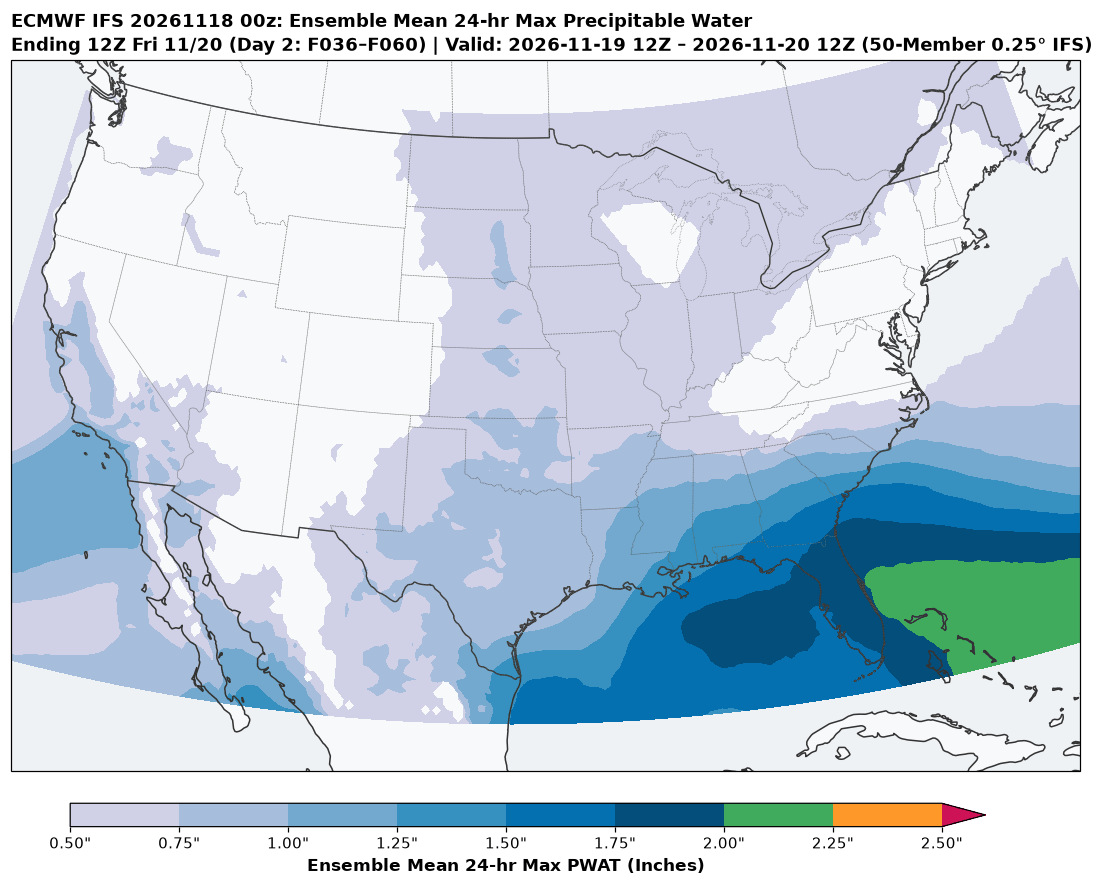 ECMWF IFS 20261118 00z: Ensemble Mean 24-hr Max Precipitable Water
Ending 12Z Fri 11/20 (Day 2: F036–F060) | Valid: 2026-11-19 12Z – 2026-11-20 12Z (50-Member 0.25° IFS)
0.50" 0.75" 1.00" 1.25" 1.50" 1.75" 2.00" 2.25" 2.50"
Ensemble Mean 24-hr Max PWAT (Inches)